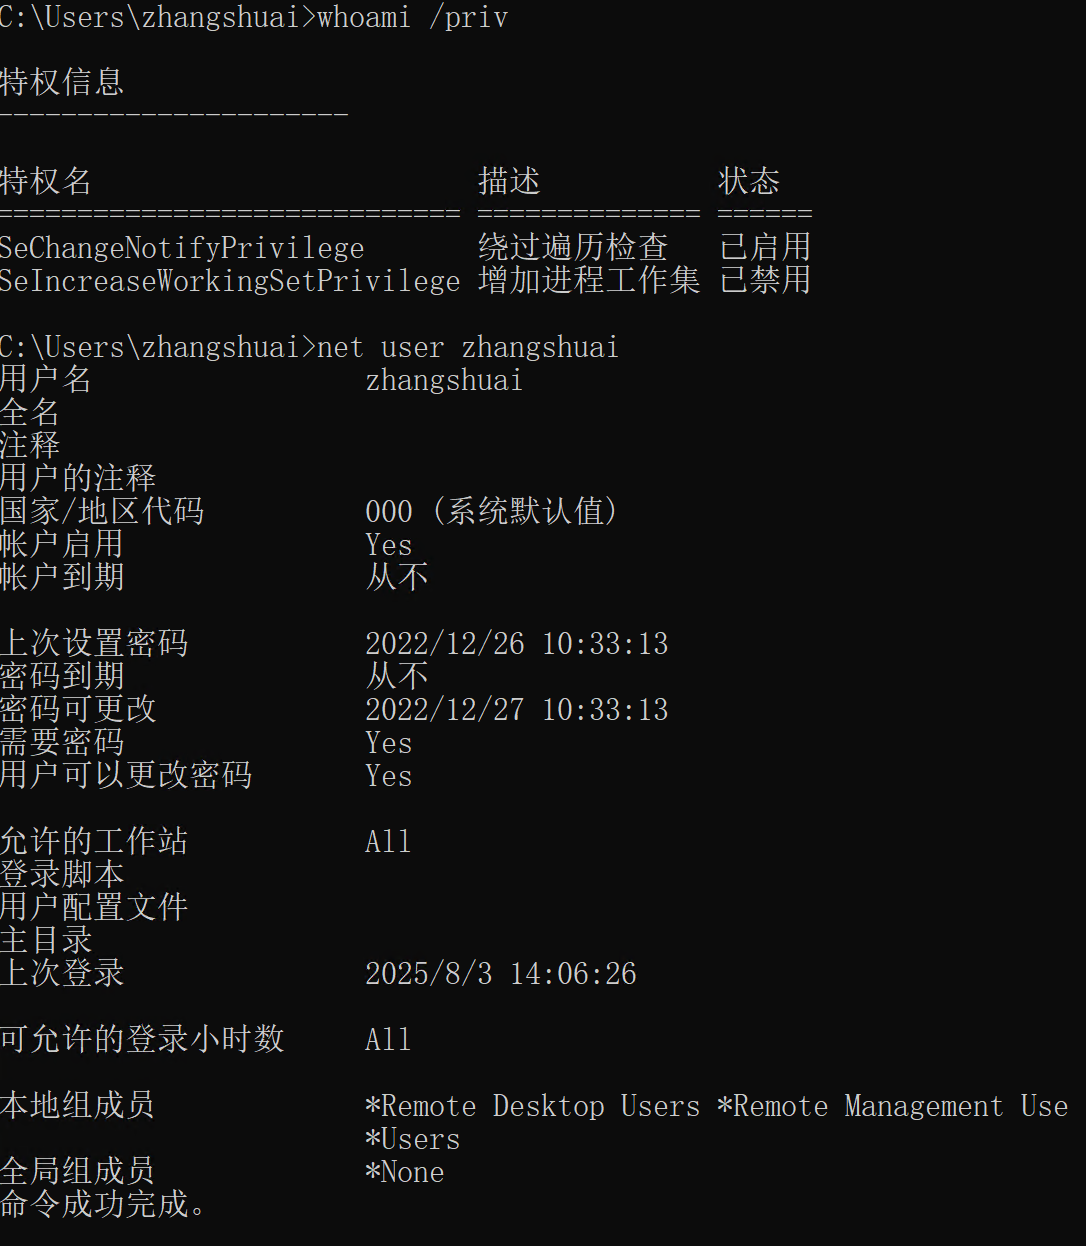 C:\Users\zhangshuai>whoami /priv
特权信息
----------------------
特权名 描述 状态
============================= ============== ======
SeChangeNotifyPrivilege 绕过遍历检查 已启用
SeIncreaseWorkingSetPrivilege 增加进程工作集 已禁用
C:\Users\zhangshuai>net user zhangshuai
用户名 zhangshuai
全名
注释
用户的注释
国家/地区代码 000 (系统默认值)
帐户启用 Yes
帐户到期 从不
上次设置密码 2022/12/26 10:33:13
密码到期 从不
密码可更改 2022/12/27 10:33:13
需要密码 Yes
用户可以更改密码 Yes
允许的工作站 All
登录脚本
用户配置文件
主目录
上次登录 2025/8/3 14:06:26
可允许的登录小时数 All
本地组成员 *Remote Desktop Users *Remote Management Use
*Users
全局组成员 *None
命令成功完成。